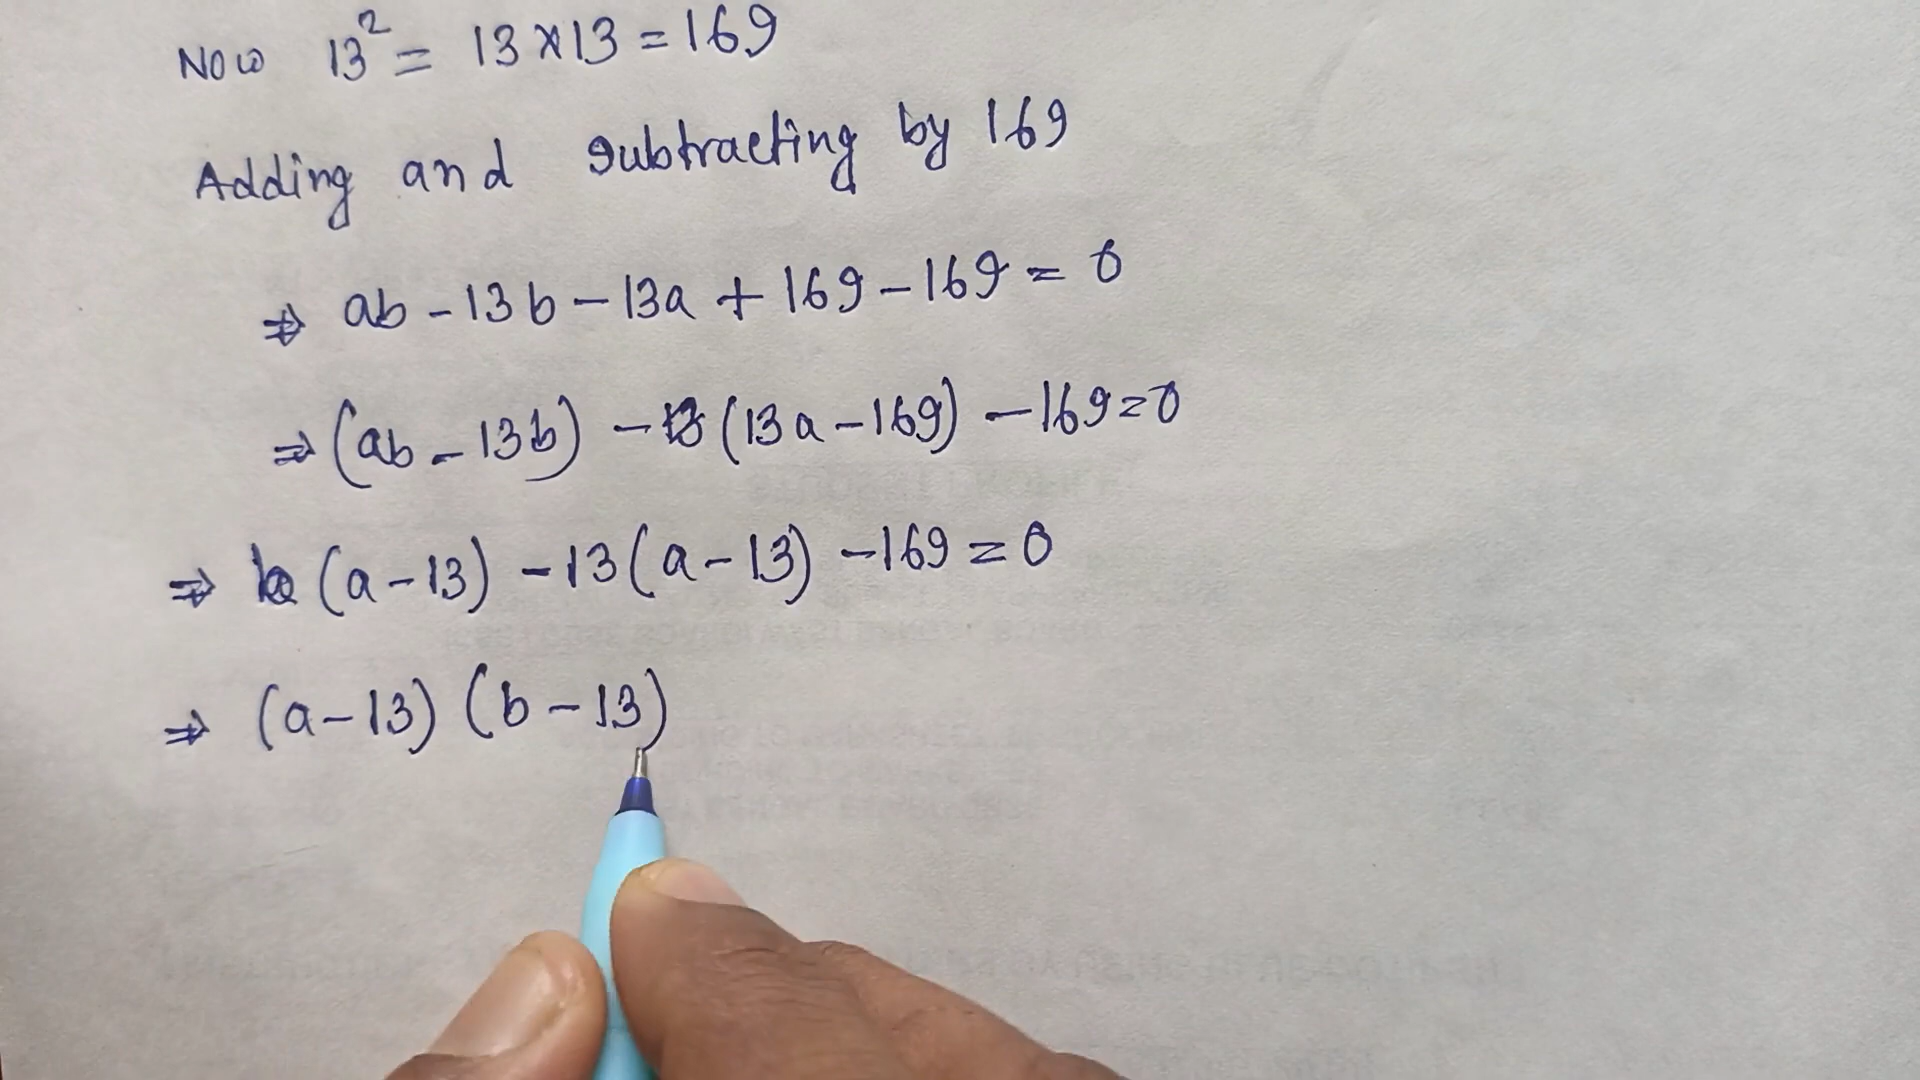 Now 13² = 13×13 = 169
Adding and subtracting by 169
⇒ ab - 13b - 13a + 169 - 169 = 0
⇒ (ab - 13b) - (13a - 169) - 169 = 0
⇒ b (a - 13) - 13 (a - 13) - 169 = 0
⇒ (a - 13) (b - 13)